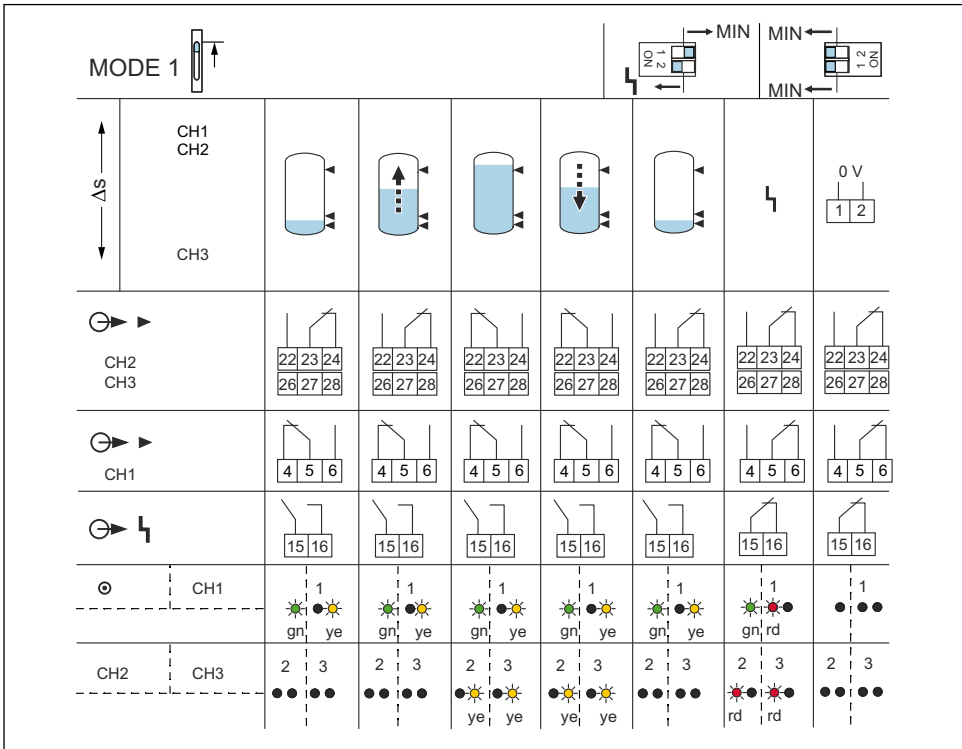 MODE 1
MIN
MIN
ON
1 2
1 2
ON
MIN
Δs
CH1
CH2
CH3
0 V
1 2
CH2
CH3
22 23 24 22 23 24 22 23 24 22 23 24 22 23 24 22 23 24 22 23 24
26 27 28 26 27 28 26 27 28 26 27 28 26 27 28 26 27 28 26 27 28
CH1
4 5 6 4 5 6 4 5 6 4 5 6 4 5 6 4 5 6 4 5 6
15 16 15 16 15 16 15 16 15 16 15 16 15 16
CH1 1 1 1 1 1 1 1
gn ye gn ye gn ye gn ye gn ye gn rd
CH2 CH3 2 3 2 3 2 3 2 3 2 3 2 3 2 3
ye ye ye ye rd rd